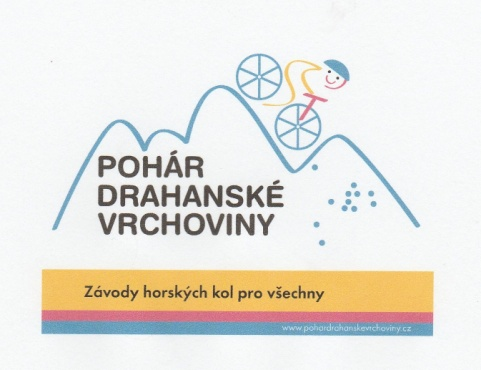 POHÁR
DRAHANSKÉ
VRCHOVINY
Závody horských kol pro všechny
www.pohardrahanskevrchoviny.cz